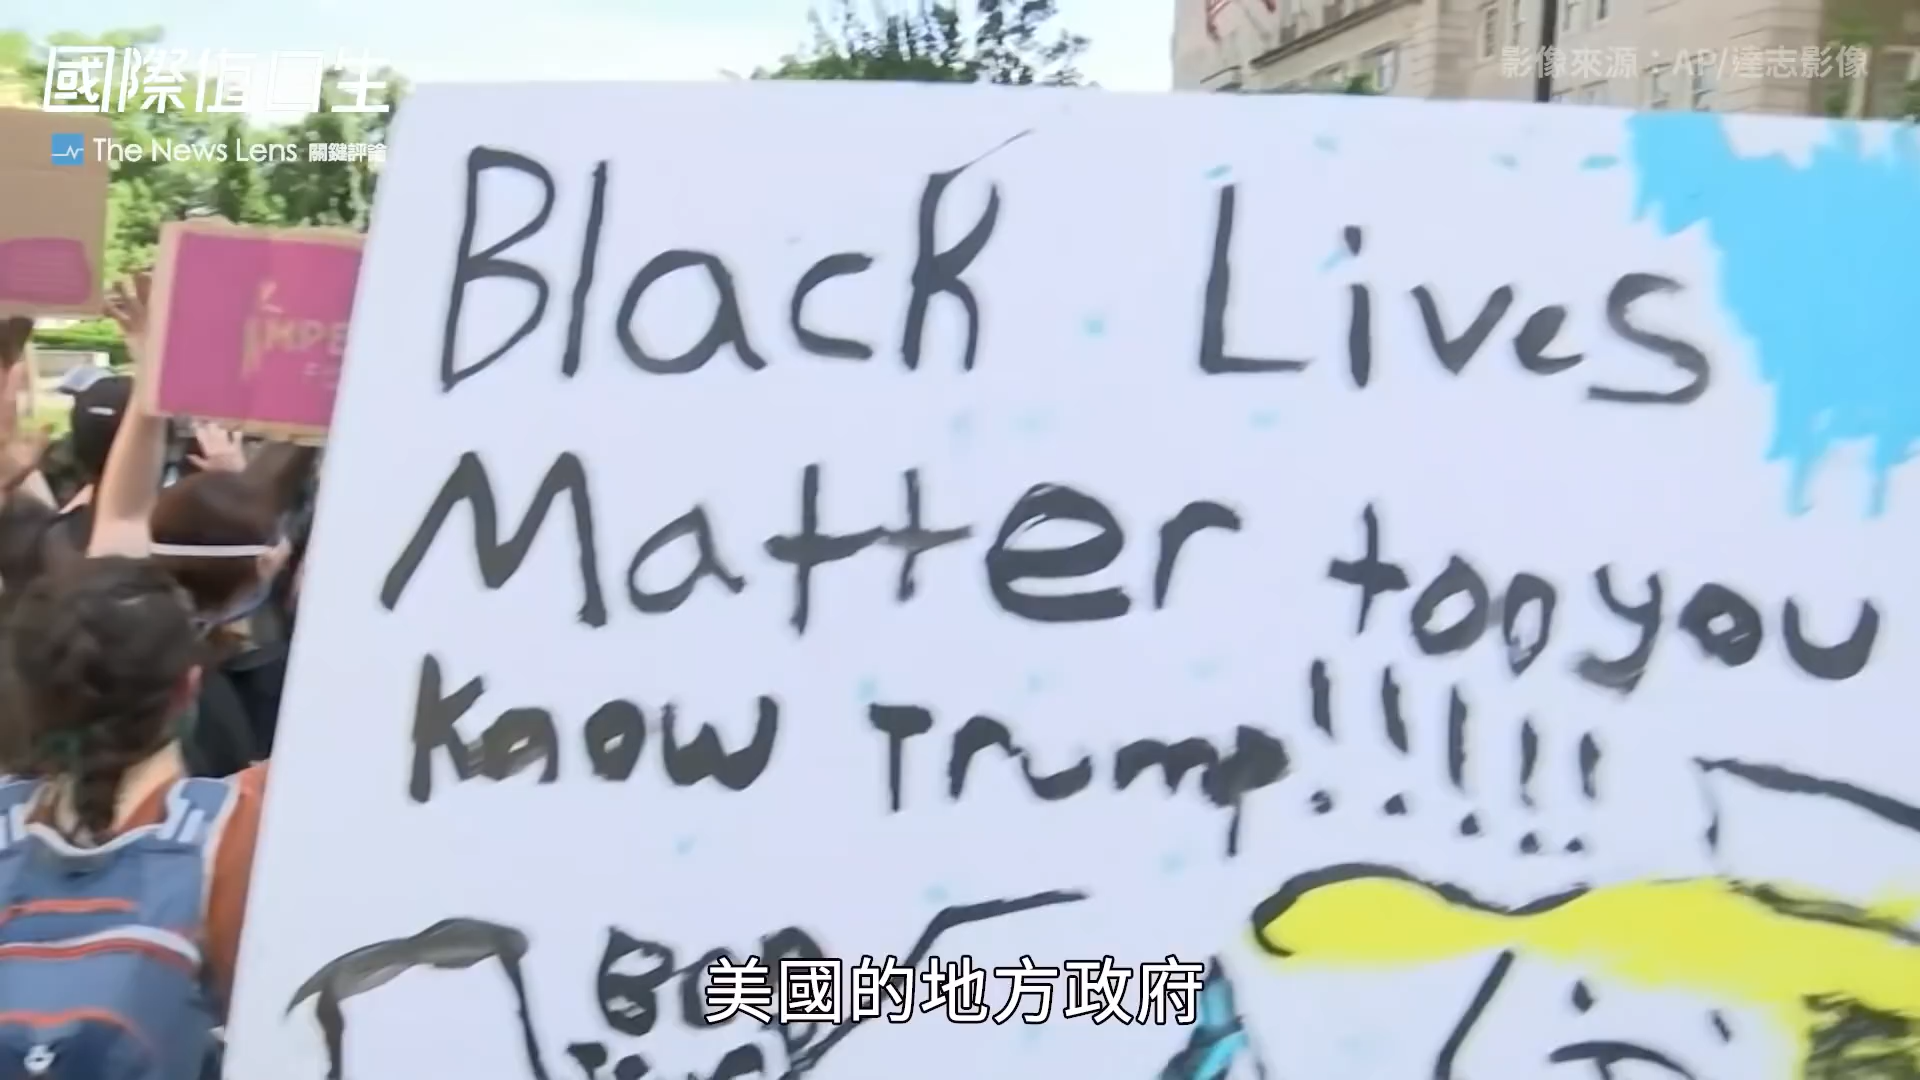 國際值日生
The News Lens 關鍵評論
影像來源：AP/達志影像
Black Lives
Matter too you
Know Trump!!!!!
IMPE
美國的地方政府